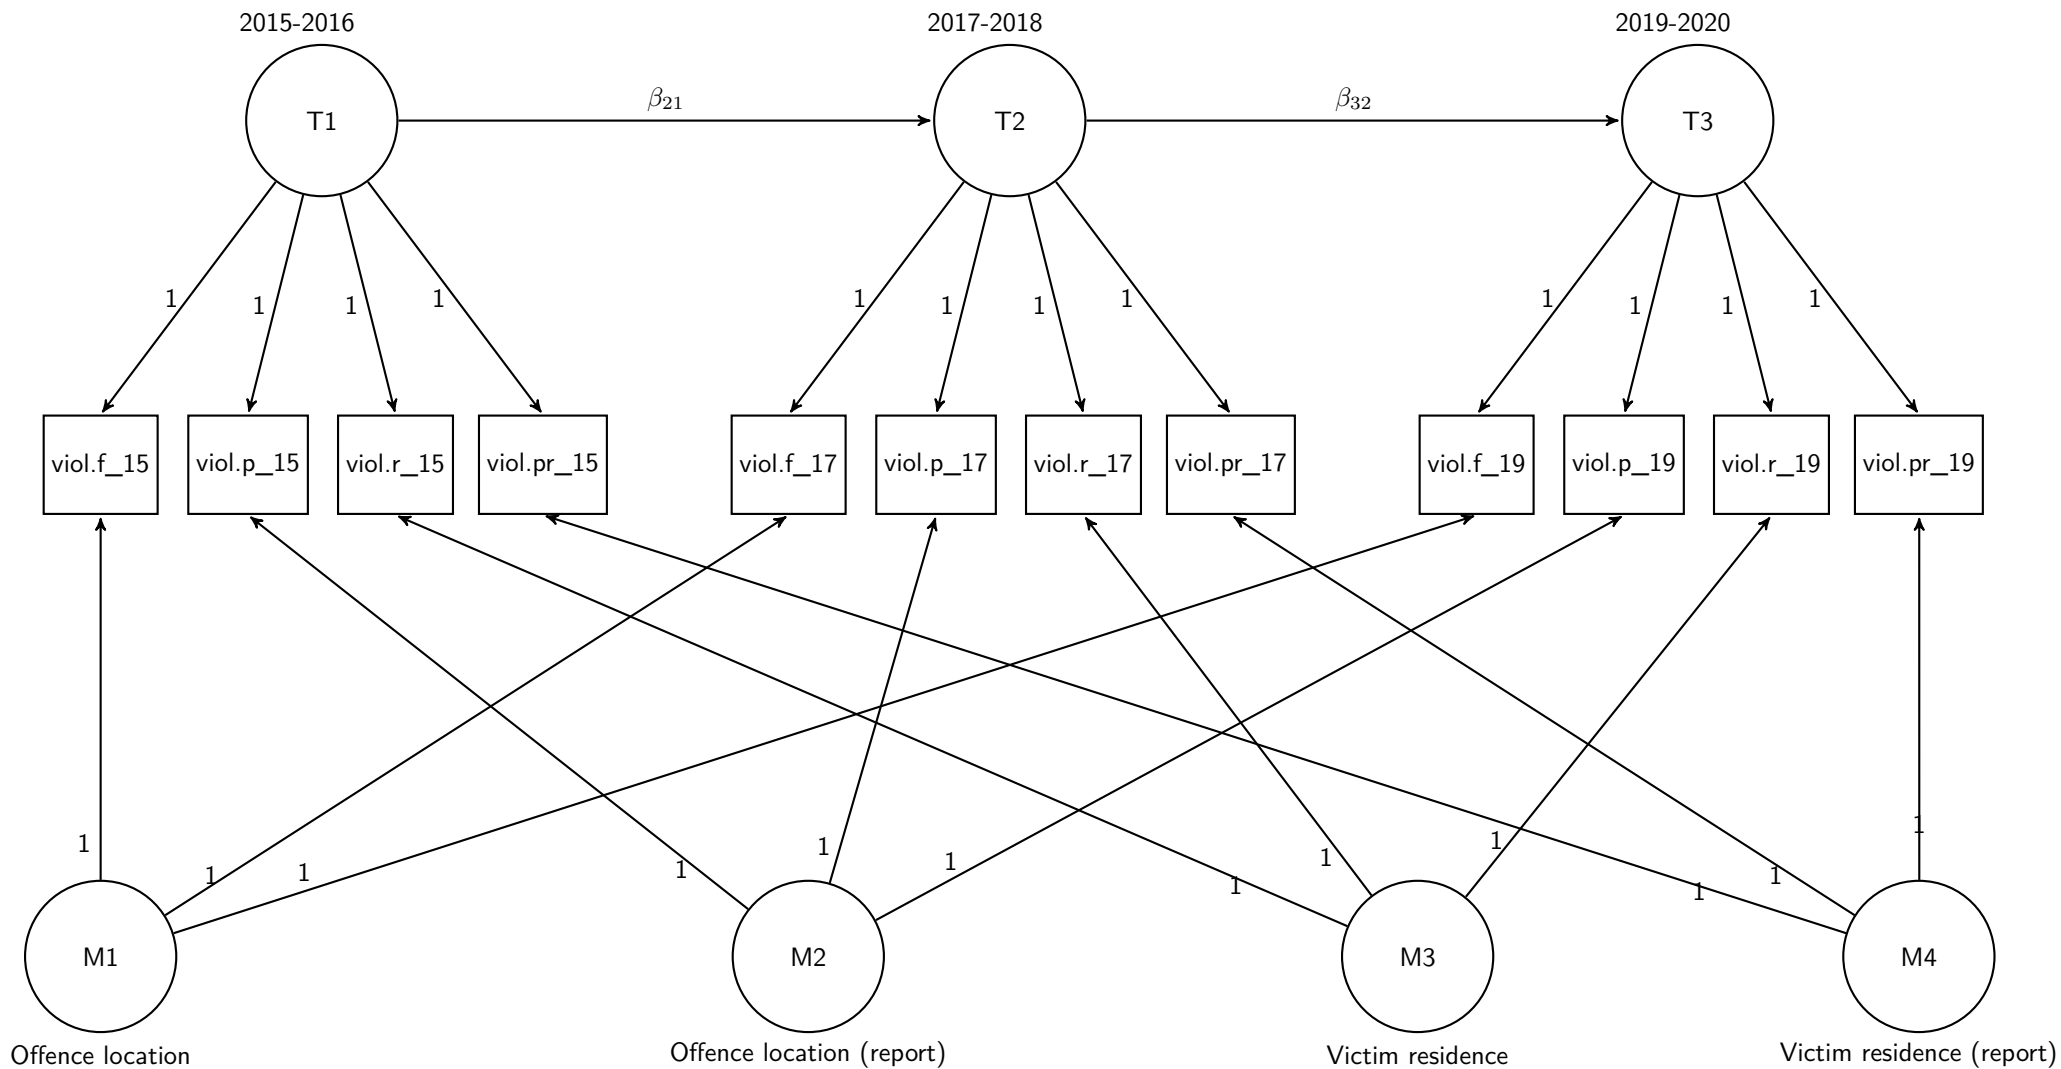 2015-2016 2017-2018 2019-2020
β21 β32
T1 T2 T3
1 1 1 1 1 1 1 1 1 1 1 1
viol.f_15 viol.p_15 viol.r_15 viol.pr_15 viol.f_17 viol.p_17 viol.r_17 viol.pr_17 viol.f_19 viol.p_19 viol.r_19 viol.pr_19
1 1 1 1 1 1 1 1 1 1 1 1
M1 M2 M3 M4
Offence location Offence location (report) Victim residence Victim residence (report)